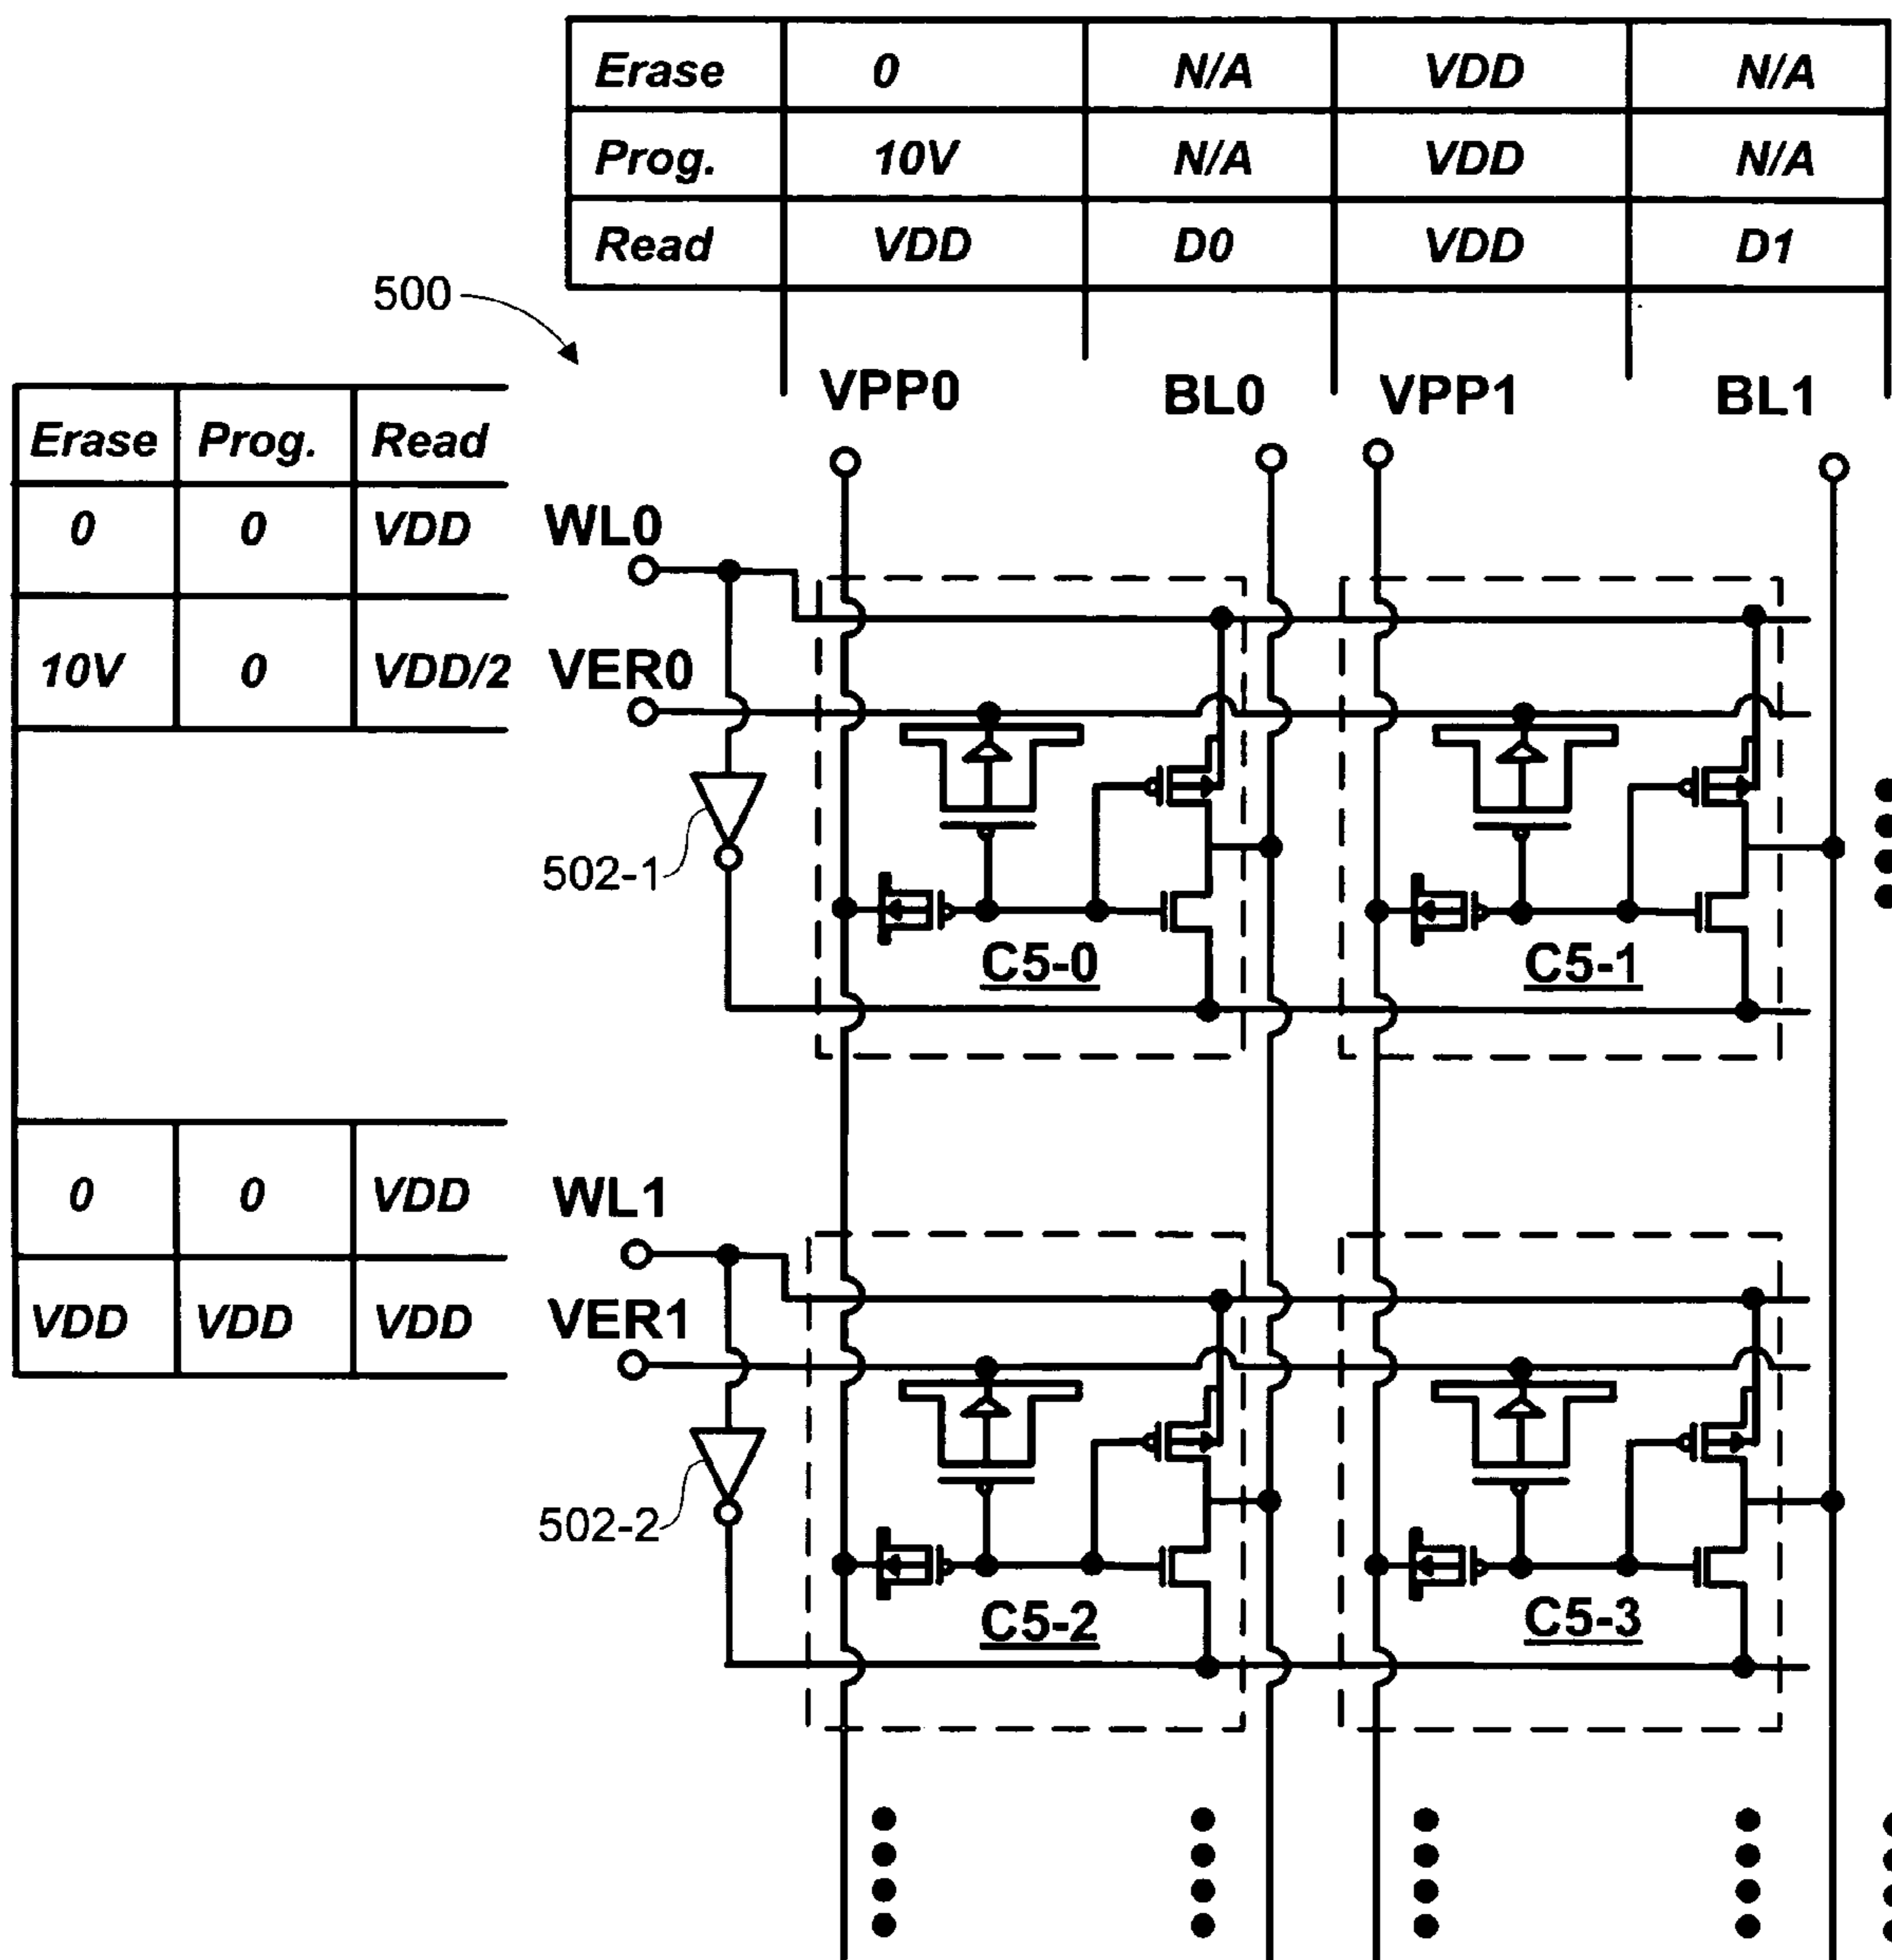 Erase 0 N/A VDD N/A
Prog. 10V N/A VDD N/A
Read VDD D0 VDD D1
500
VPP0 BL0 VPP1 BL1
Erase Prog. Read
0 0 VDD WL0
10V 0 VDD/2 VER0
502-1
C5-0 C5-1
0 0 VDD WL1
VDD VDD VDD VER1
502-2
C5-2 C5-3